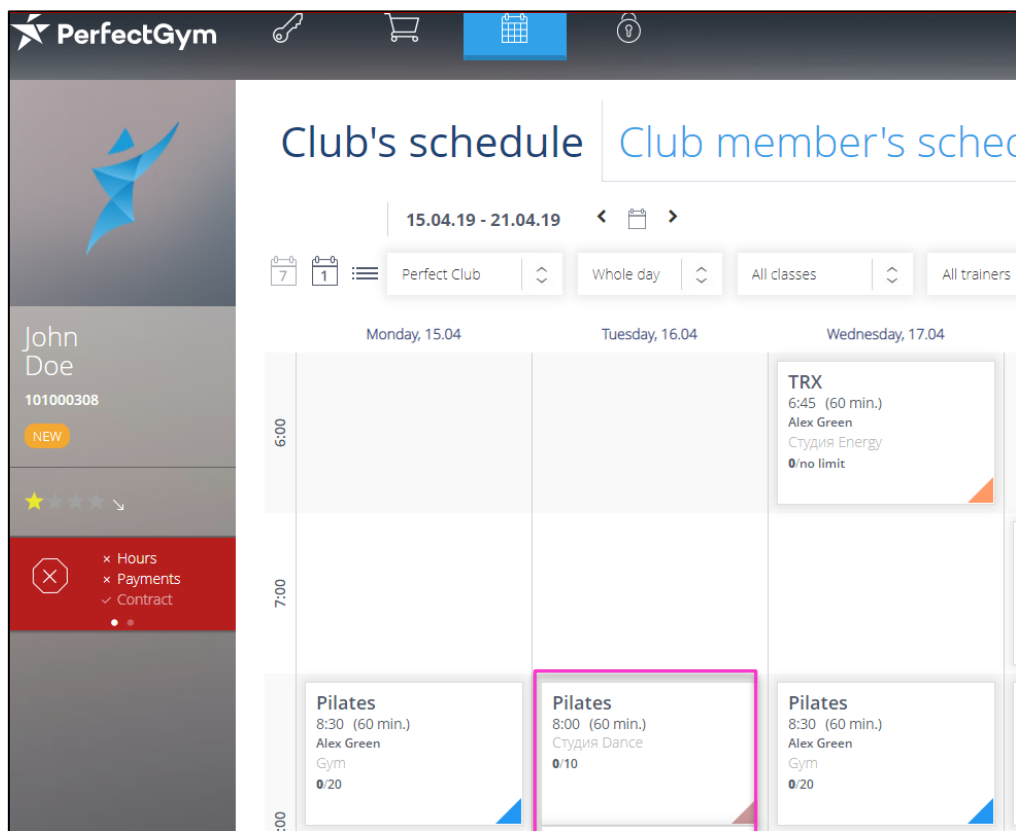 PerfectGym
Club's schedule
Club member's sched
15.04.19 - 21.04.19
7
1
Perfect Club
Whole day
All classes
All trainers
John
Doe
101000308
NEW
× Hours
× Payments
✓ Contract
Monday, 15.04
Tuesday, 16.04
Wednesday, 17.04
6:00
TRX
6:45 (60 min.)
Alex Green
Студия Energy
0/no limit
7:00
Pilates
8:30 (60 min.)
Alex Green
Gym
0/20
Pilates
8:00 (60 min.)
Студия Dance
0/10
Pilates
8:30 (60 min.)
Alex Green
Gym
0/20
:00